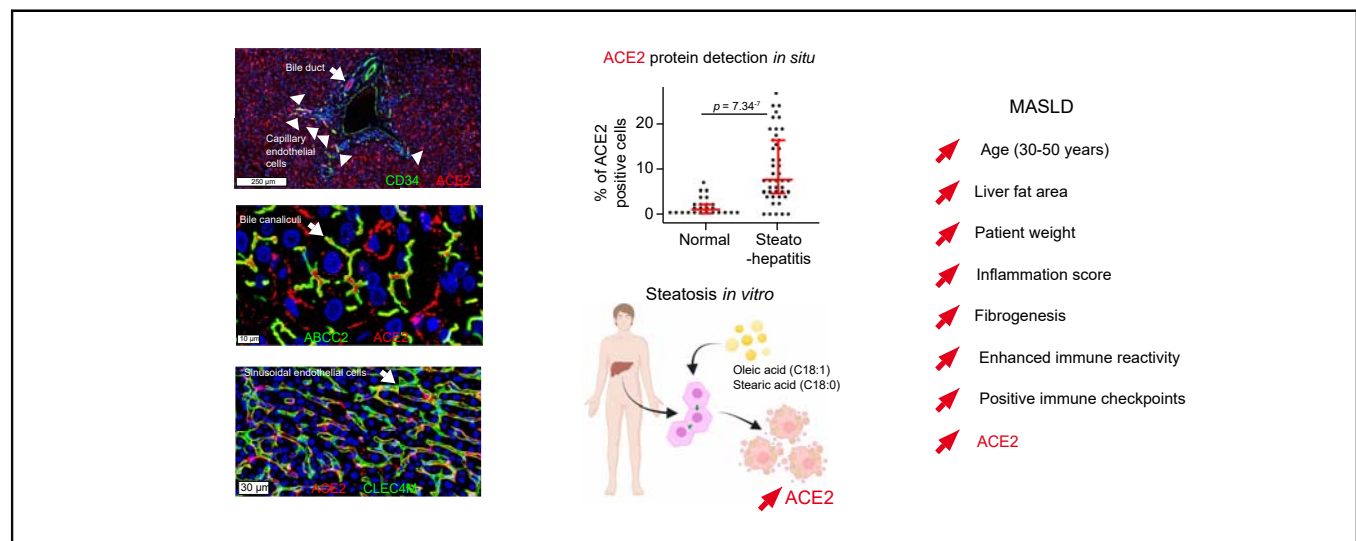 Bile duct
Capillary
endothelial
cells
250 µm
CD34 ACE2
Bile canaliculi
10 µm
ABCC2 ACE2
Sinusoidal endothelial cells
30 µm
ACE2 CLEC4M
ACE2 protein detection in situ
p = 7.34⁻⁷
% of ACE2
positive cells
20
10
0
Normal
Steato
-hepatitis
Steatosis in vitro
Oleic acid (C18:1)
Stearic acid (C18:0)
ACE2
MASLD
Age (30-50 years)
Liver fat area
Patient weight
Inflammation score
Fibrogenesis
Enhanced immune reactivity
Positive immune checkpoints
ACE2